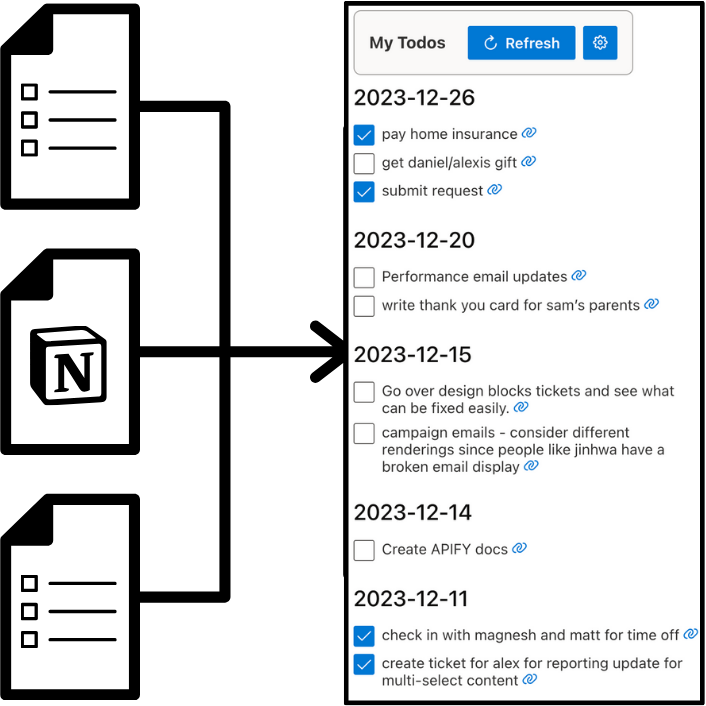 My Todos
Refresh
2023-12-26
pay home insurance
get daniel/alexis gift
submit request
2023-12-20
Performance email updates
write thank you card for sam’s parents
2023-12-15
Go over design blocks tickets and see what
can be fixed easily.
campaign emails - consider different
renderings since people like jinhwa have a
broken email display
2023-12-14
Create APIFY docs
2023-12-11
check in with magnesh and matt for time off
create ticket for alex for reporting update for
multi-select content
N